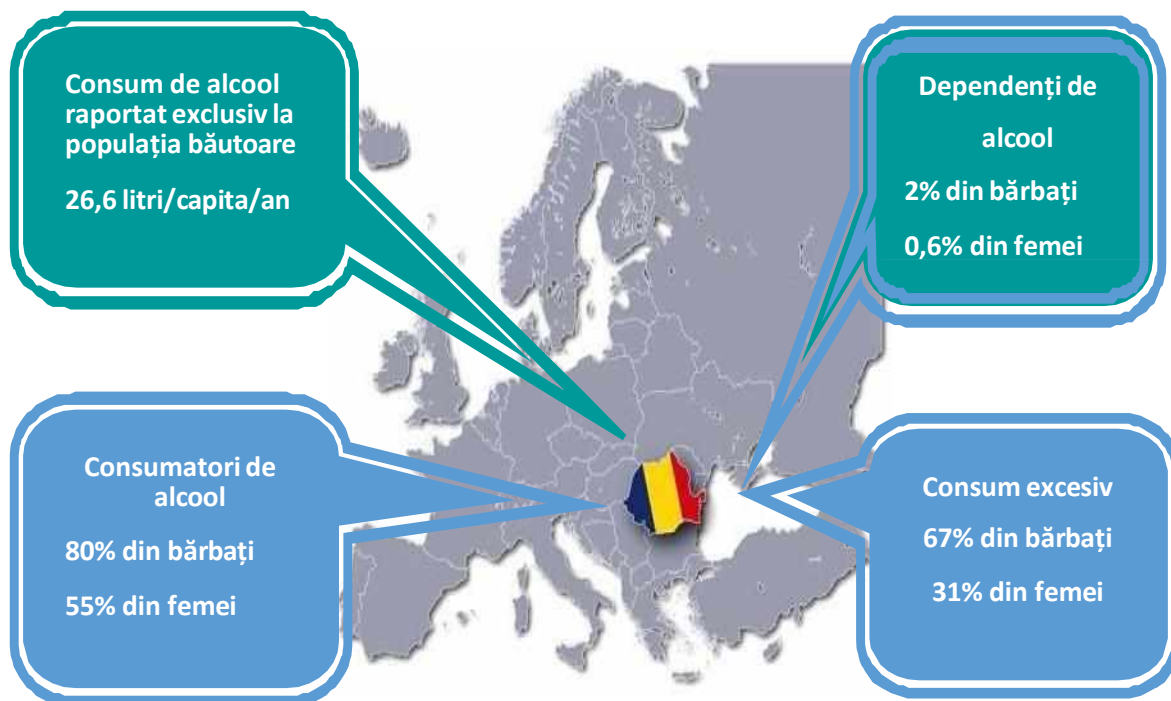 Consum de alcool
raportat exclusiv la
populația băutoare
26,6 litri/capita/an
Dependenți de
alcool
2% din bărbați
0,6% din femei
Consumatori de
alcool
80% din bărbați
55% din femei
Consum excesiv
67% din bărbați
31% din femei